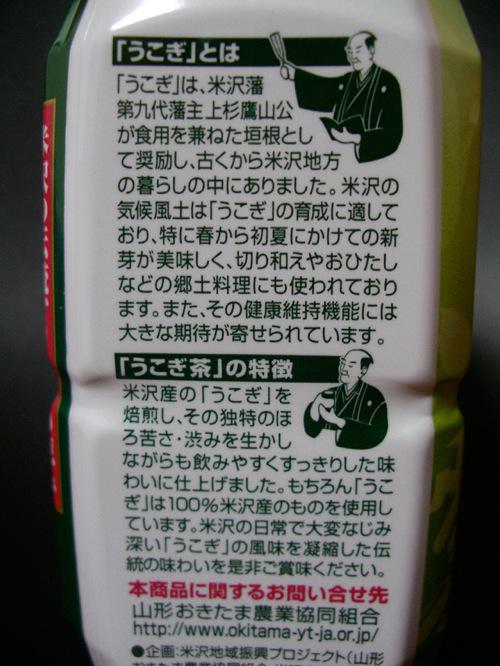 「うこぎ」とは
「うこぎ」は、米沢藩
第九代藩主上杉鷹山公
が食用を兼ねた垣根とし
て奨励し、古くから米沢地方
の暮らしの中にありました。米沢の
気候風土は「うこぎ」の育成に適して
おり、特に春から初夏にかけての新
芽が美味しく、切り和えやおひたし
などの郷土料理にも使われており
ます。また、その健康維持機能には
大きな期待が寄せられています。
「うこぎ茶」の特徴
米沢産の「うこぎ」を
焙煎し、その独特のほ
ろ苦さ・渋みを生かし
ながらも飲みやすくすっきりした味
わいに仕上げました。もちろん「うこ
ぎ」は100%米沢産のものを使用し
ています。米沢の日常で大変なじみ
深い「うこぎ」の風味を凝縮した伝
統の味わいを是非ご賞味ください。
本商品に関するお問い合せ先
山形おきたま農業協同組合
http://www.okitama-yt-ja.or.jp/
●企画:米沢地域振興プロジェクト(山形
おきたま農業協同組合